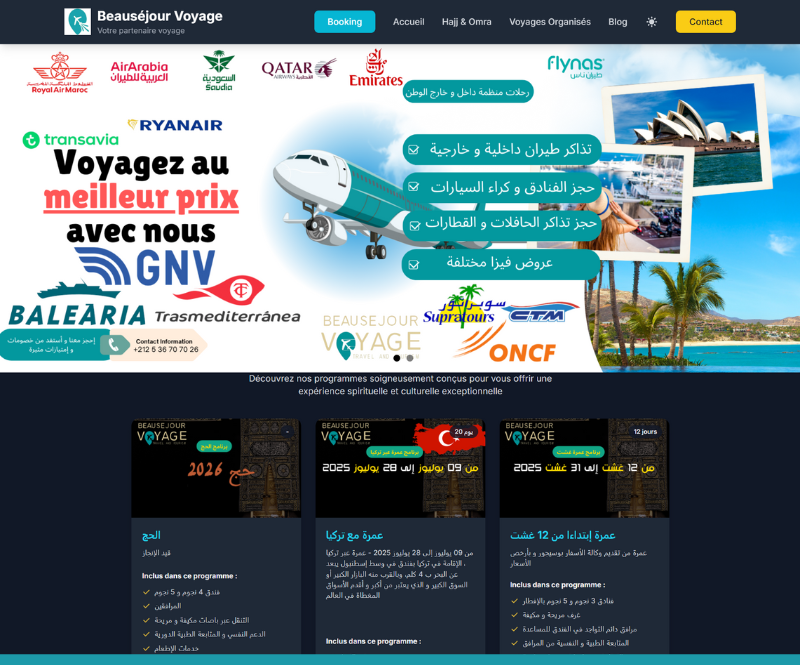 Beauséjour Voyage
Votre partenaire voyage
Booking
Accueil
Hajj & Omra
Voyages Organisés
Blog
Contact
Royal Air Maroc
AirArabia
العربية للطيران
السعودية
Saudia
QATAR
AIRWAYS القطرية
Emirates
flynas
طيران ناس
رحلات منظمة داخل و خارج الوطن
transavia
RYANAIR
Voyagez au
meilleur prix
avec nous
تذاكر طيران داخلية و خارجية
حجز الفنادق و كراء السيارات
حجز تذاكر الحافلات و القطارات
عروض فيزا مختلفة
GNV
BALEÀRIA
Trasmediterránea
إحجز معنا و أستفد من خصومات
و إمتيازات مثيرة
Contact Information
+212 5 36 70 70 26
BEAUSEJOUR
VOYAGE
TRAVEL AND TOURISM
سوبراتور
Supratours
CTM
ONCF
Découvrez nos programmes soigneusement conçus pour vous offrir une
expérience spirituelle et culturelle exceptionnelle
BEAUSEJOUR
VOYAGE
برنامج الحج
حج 2026
الحج
قيد الإنجاز
Inclus dans ce programme :
فندق 4 نجوم و 5 نجوم
المرافقين
التنقل عبر باصات مكيفة و مريحة
الدعم النفسي و المتابعة الطبية الدورية
خدمات الإطعام
BEAUSEJOUR
VOYAGE
20 يوم
برنامج عمرة عبر تركيا
من 09 يوليوز إلى 28 يوليوز 2025
عمرة مع تركيا
من 09 يوليوز إلى 28 يوليوز 2025 - عمرة عبر تركيا
، الإقامة في تركيا بفندق في وسط إسطنبول يبعد
عن البحر ب 4 كلم، وبالقرب منه البازار الكبير أو
السوق الكبير و الذي يعتبر من أكبر و أقدم الأسواق
المغطاة في العالم
Inclus dans ce programme :
BEAUSEJOUR
VOYAGE
12 jours
برنامج عمرة غشت
من 12 غشت إلى 31 غشت 2025
عمرة إبتداءا من 12 غشت
عمرة من تقديم وكالة الأسفار بوسيجور و بأرخص
الأسعار
Inclus dans ce programme :
فنادق 3 نجوم و 5 نجوم بالإفطار
غرف مريحة و مكيفة
مرافق دائم التواجد في الفندق للمساعدة
المتابعة الطبية و النفسية من المرافق